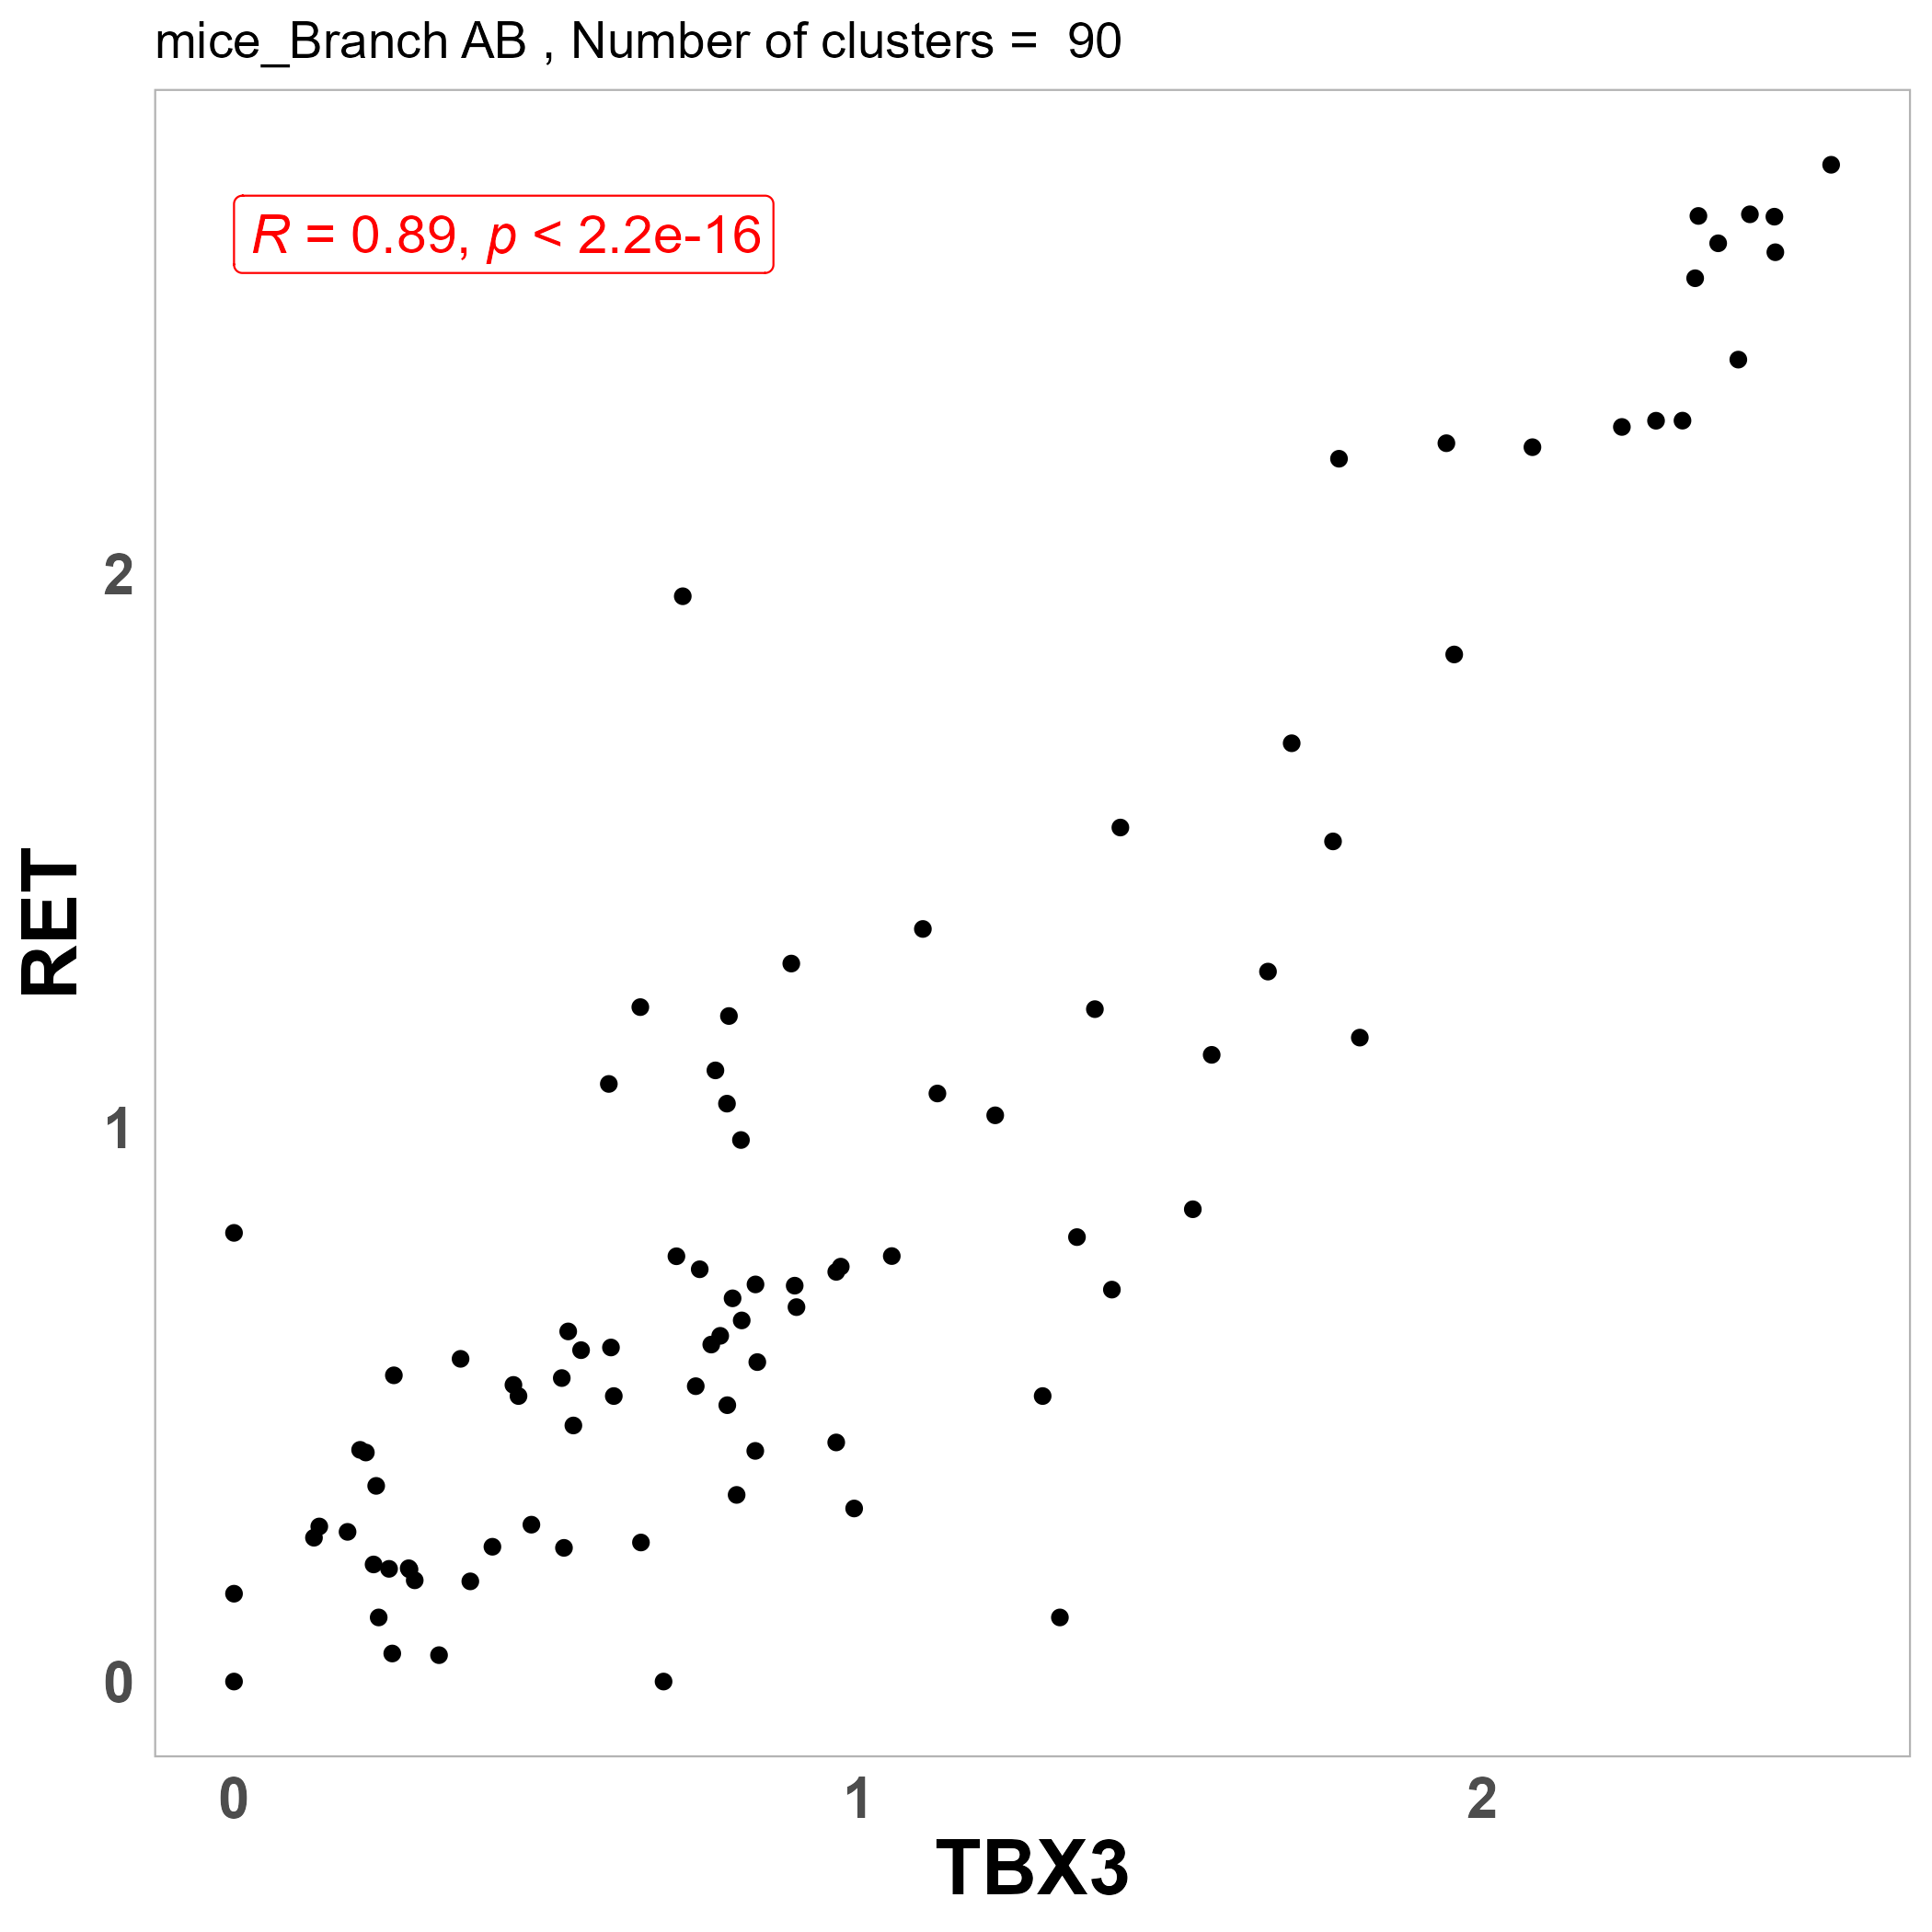 mice_Branch AB , Number of clusters =  90
R = 0.89, p < 2.2e-16
RET
2
1
0
0 1 2
TBX3